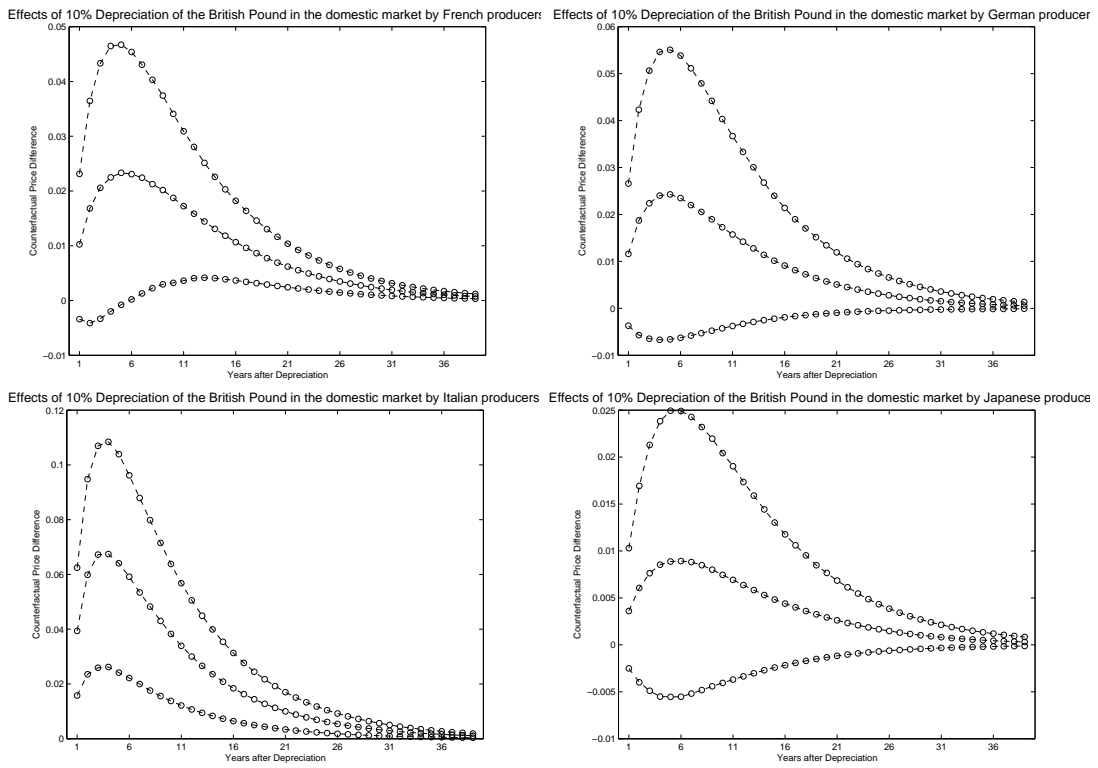 Effects of 10% Depreciation of the British Pound in the domestic market by French producers
0.05
0.04
0.03
0.02
0.01
0
−0.01
Counterfactual Price Difference
1 6 11 16 21 26 31 36
Years after Depreciation
Effects of 10% Depreciation of the British Pound in the domestic market by German producer
0.06
0.05
0.04
0.03
0.02
0.01
0
−0.01
Counterfactual Price Difference
1 6 11 16 21 26 31 36
Years after Depreciation
Effects of 10% Depreciation of the British Pound in the domestic market by Italian producers
0.12
0.1
0.08
0.06
0.04
0.02
0
Counterfactual Price Difference
1 6 11 16 21 26 31 36
Years after Depreciation
Effects of 10% Depreciation of the British Pound in the domestic market by Japanese produce
0.025
0.02
0.015
0.01
0.005
0
−0.005
−0.01
Counterfactual Price Difference
1 6 11 16 21 26 31 36
Years after Depreciation